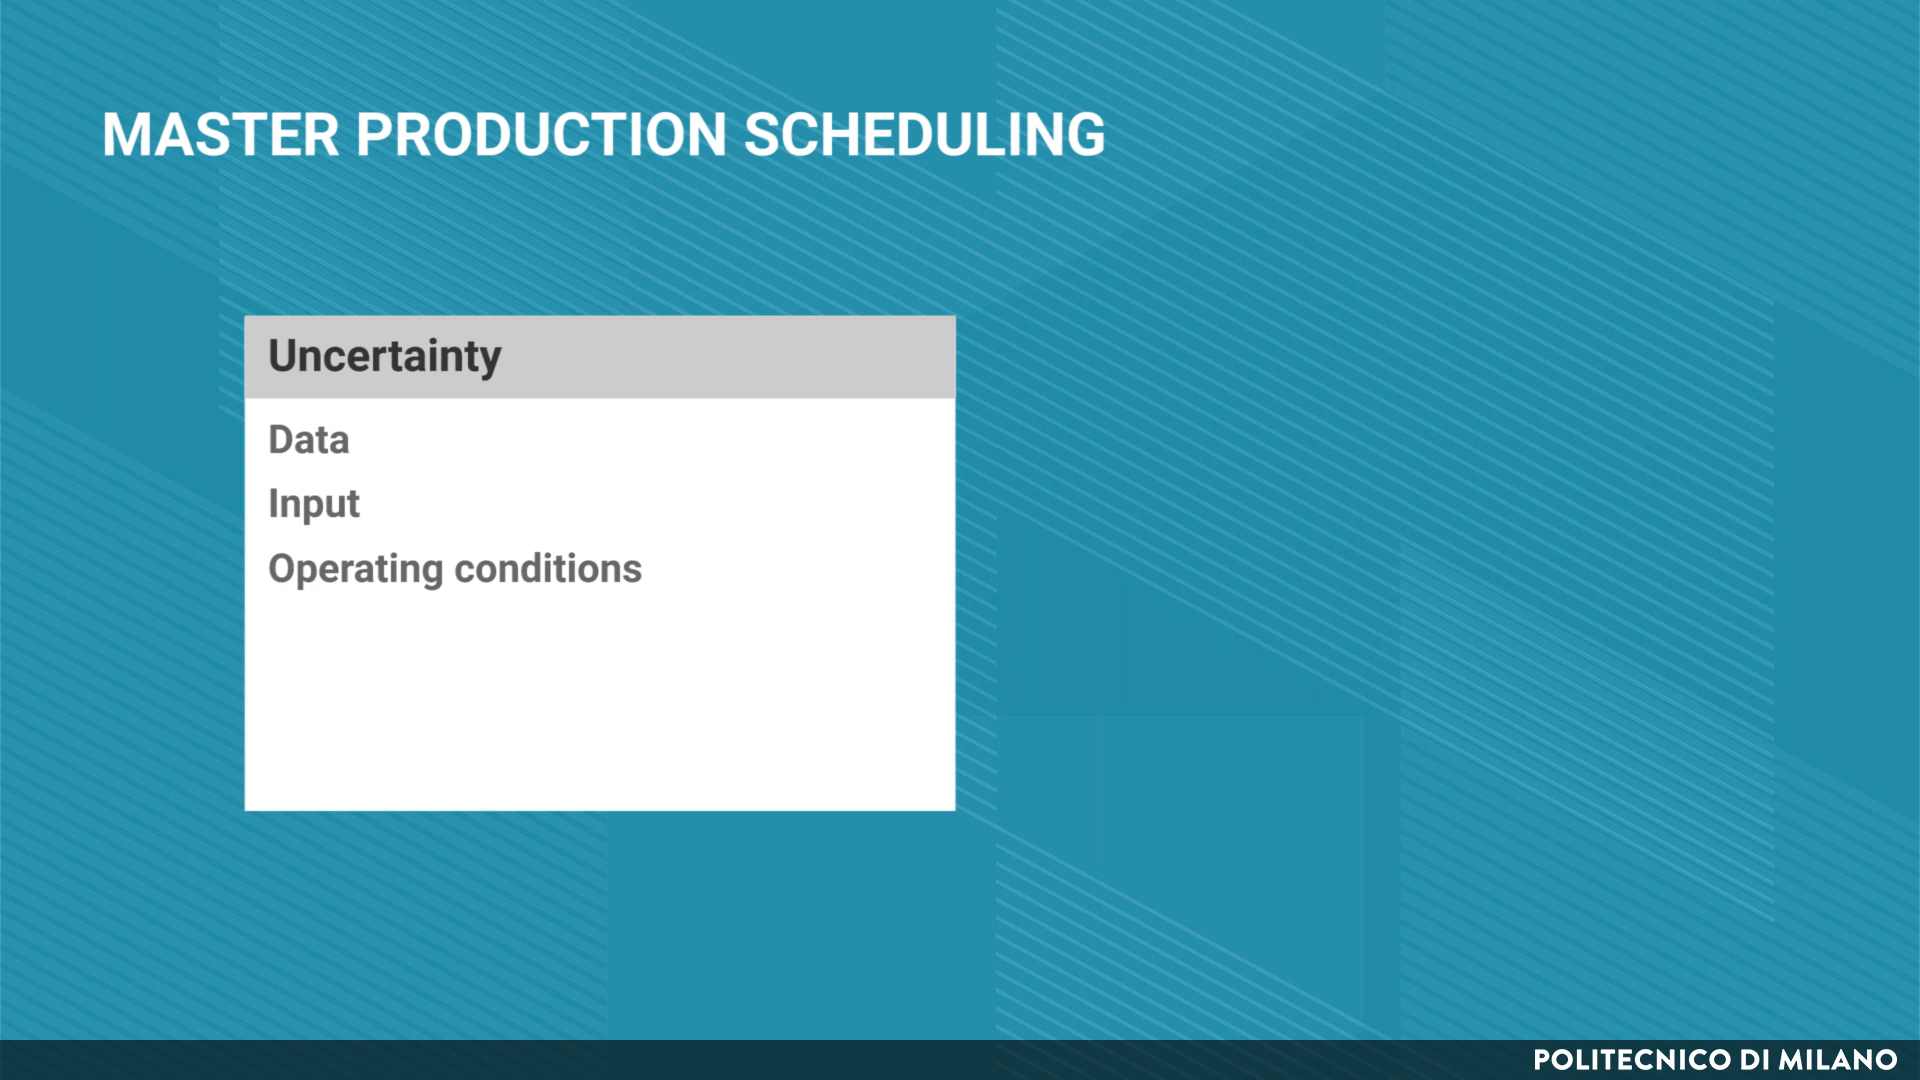 MASTER PRODUCTION SCHEDULING
Uncertainty
Data
Input
Operating conditions
POLITECNICO DI MILANO